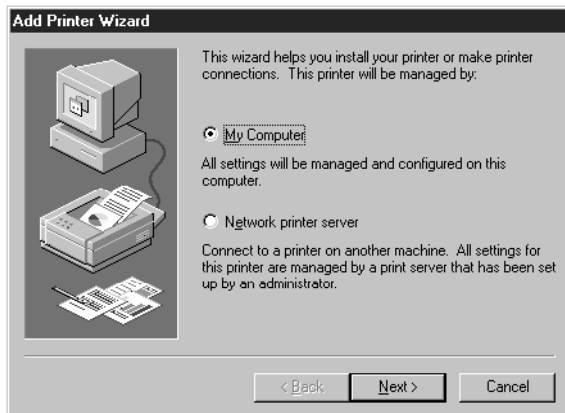 Add Printer Wizard
This wizard helps you install your printer or make printer
connections. This printer will be managed by:
My Computer
All settings will be managed and configured on this
computer.
Network printer server
Connect to a printer on another machine. All settings for
this printer are managed by a print server that has been set
up by an administrator.
< Back
Next >
Cancel